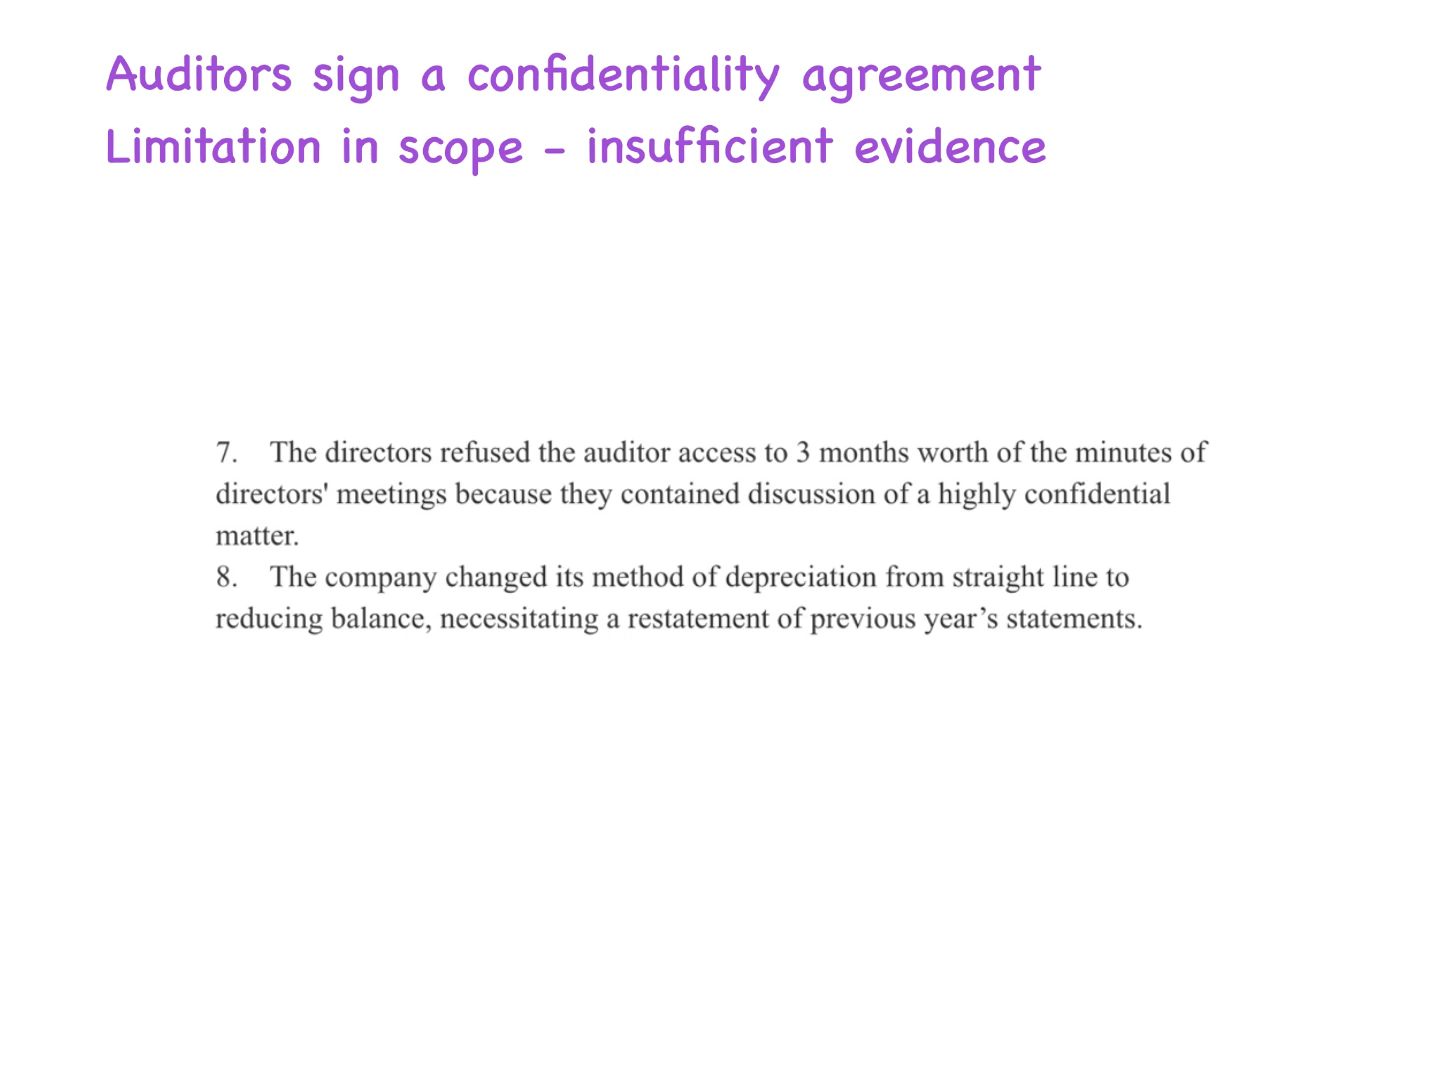 Auditors sign a confidentiality agreement
Limitation in scope - insufficient evidence
7. The directors refused the auditor access to 3 months worth of the minutes of
directors' meetings because they contained discussion of a highly confidential
matter.
8. The company changed its method of depreciation from straight line to
reducing balance, necessitating a restatement of previous year’s statements.